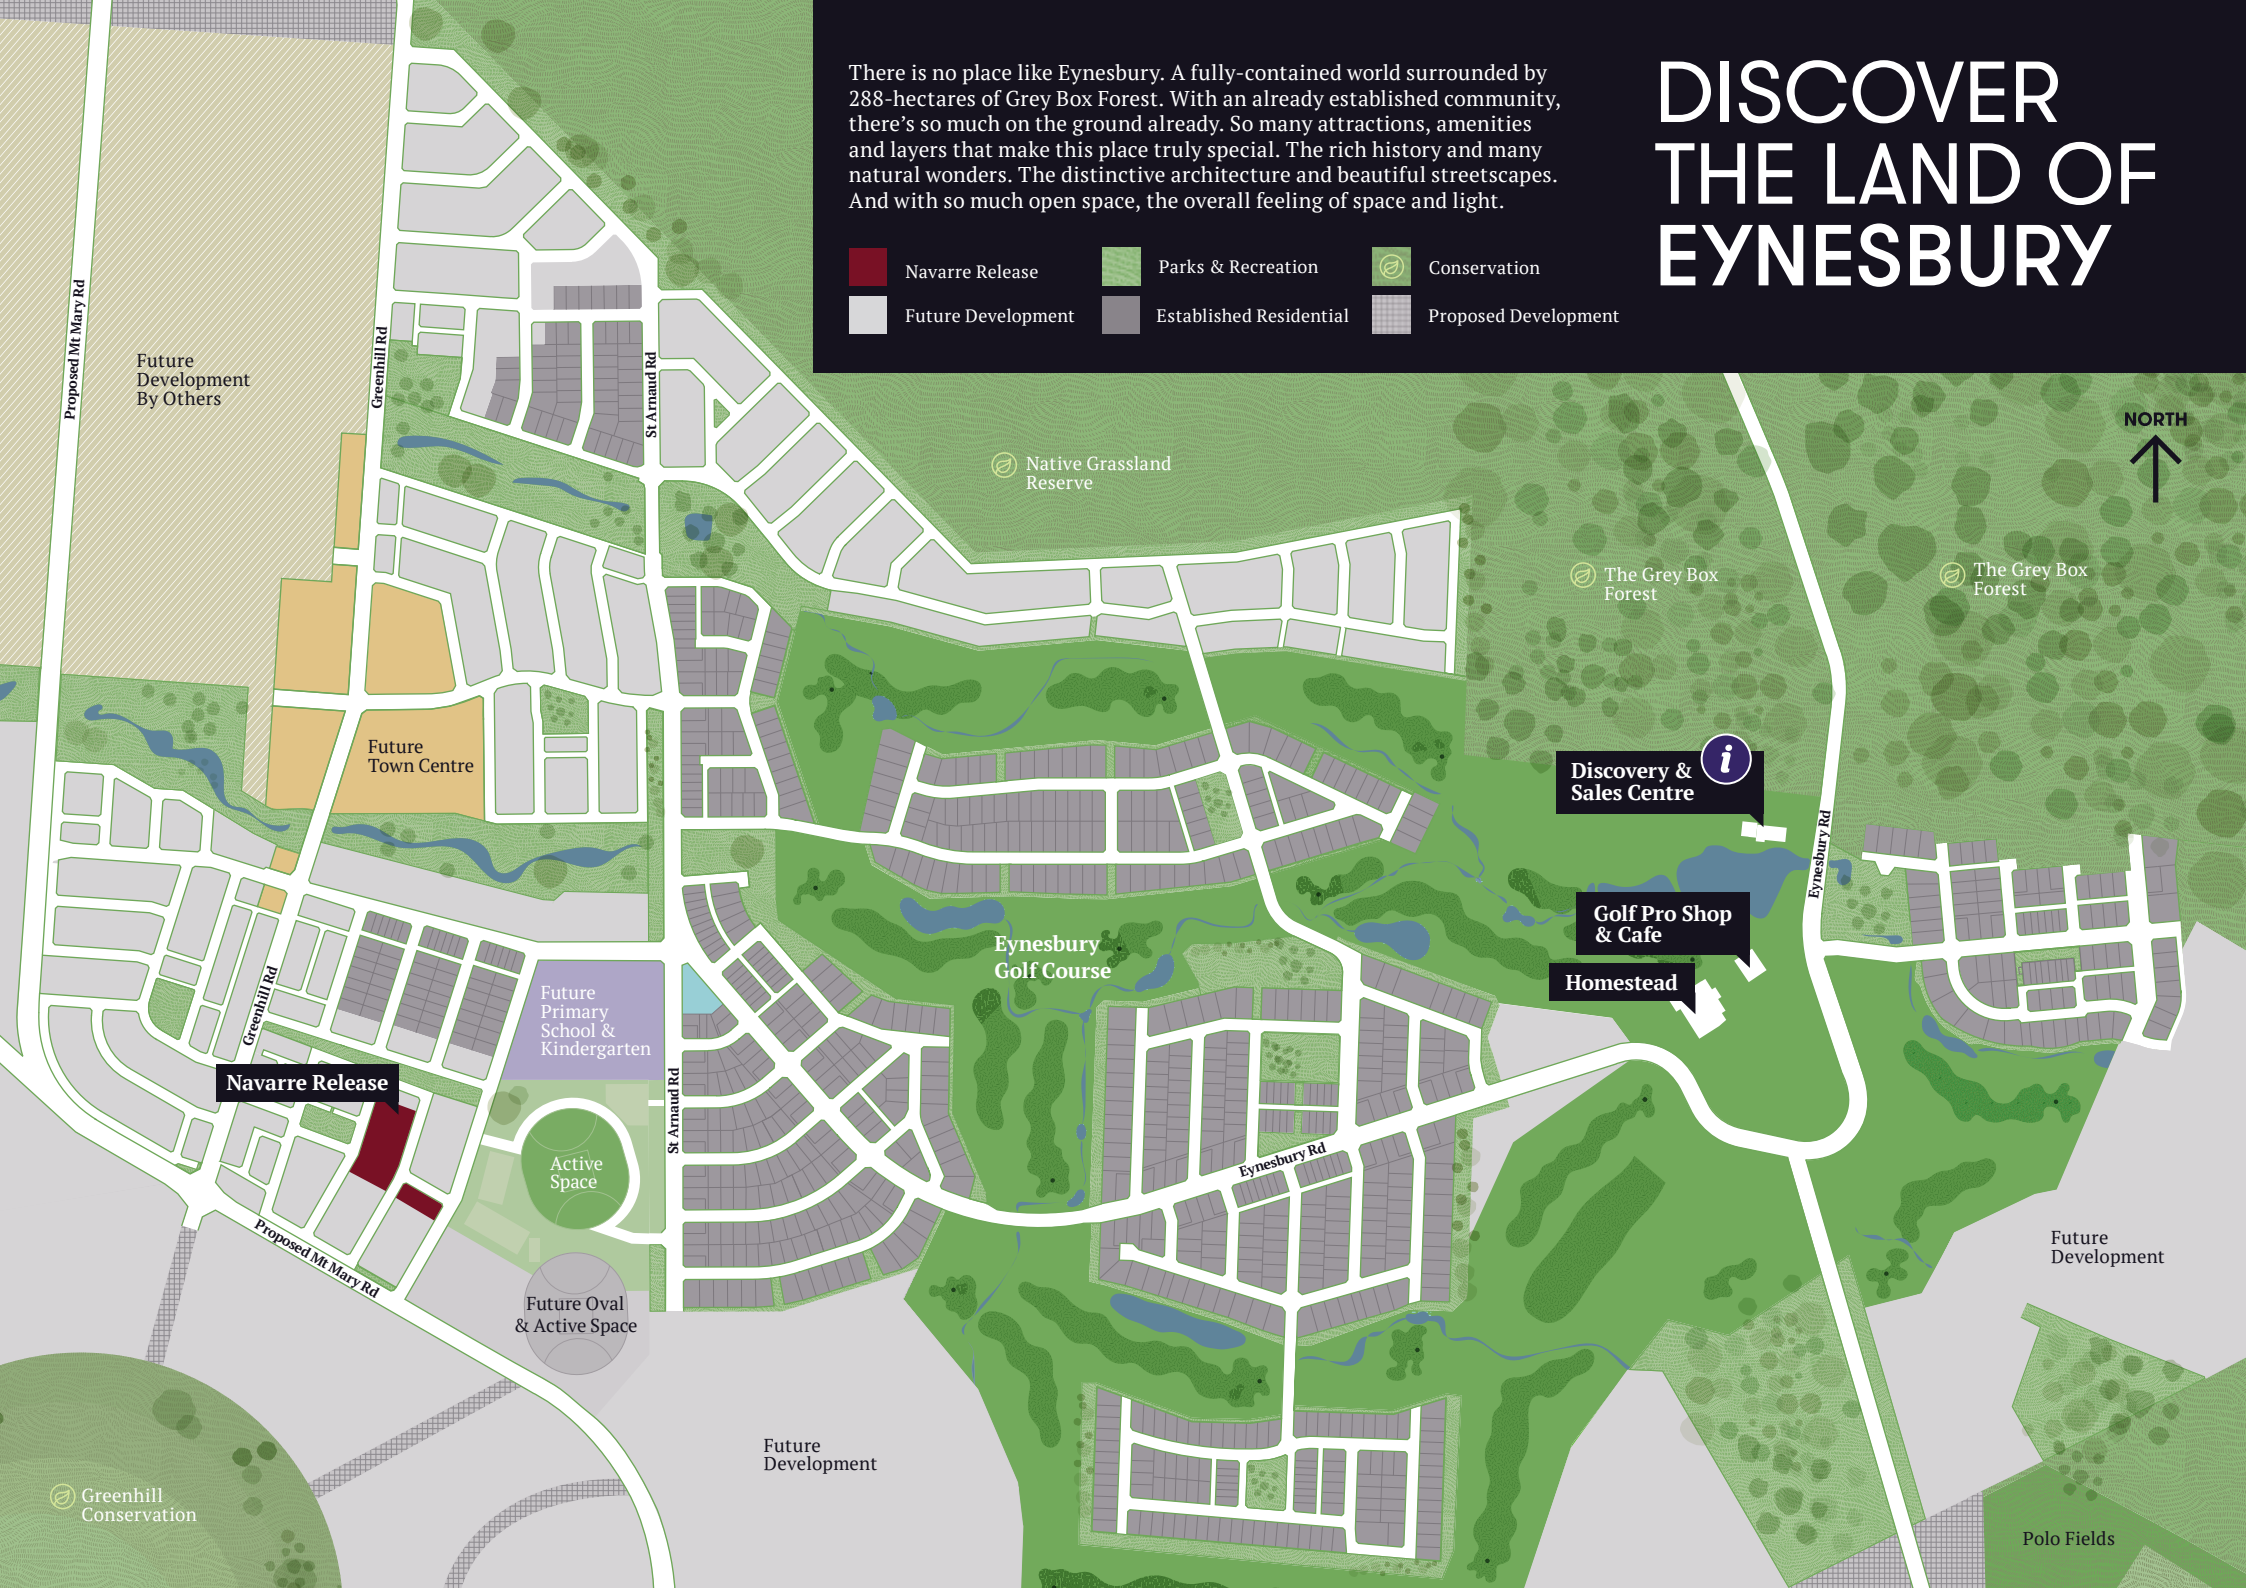 There is no place like Eynesbury. A fully-contained world surrounded by
288-hectares of Grey Box Forest. With an already established community,
there’s so much on the ground already. So many attractions, amenities
and layers that make this place truly special. The rich history and many
natural wonders. The distinctive architecture and beautiful streetscapes.
And with so much open space, the overall feeling of space and light.
DISCOVER
THE LAND OF
EYNESBURY
Navarre Release
Parks & Recreation
Conservation
Future Development
Established Residential
Proposed Development
NORTH
Proposed Mt Mary Rd
Future
Development
By Others
Greenhill Rd
St Arnaud Rd
Native Grassland
Reserve
The Grey Box
Forest
The Grey Box
Forest
Future
Town Centre
Discovery &
Sales Centre
i
Eynesbury Rd
Golf Pro Shop
& Cafe
Homestead
Eynesbury
Golf Course
Future
Primary
School &
Kindergarten
Greenhill Rd
Navarre Release
St Arnaud Rd
Active
Space
Eynesbury Rd
Proposed Mt Mary Rd
Future Oval
& Active Space
Future
Development
Future
Development
Greenhill
Conservation
Polo Fields